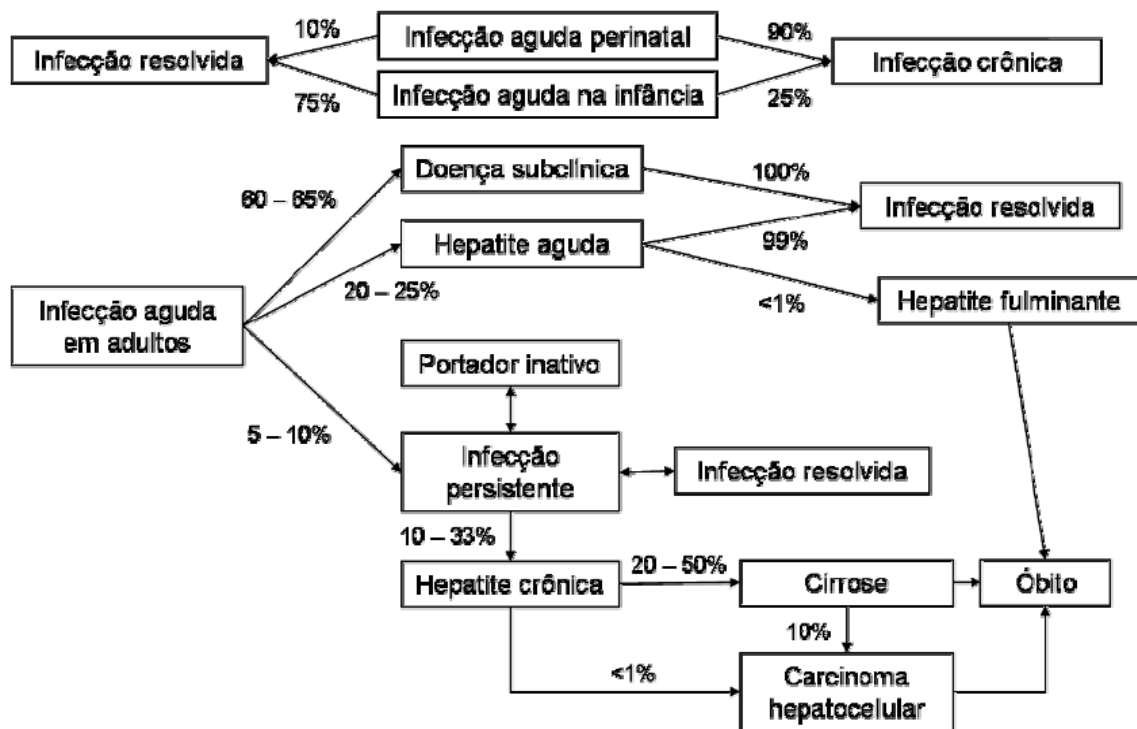 10%
Infecção aguda perinatal
90%
Infecção resolvida
Infecção crônica
75%
Infecção aguda na infância
25%
Doença subclínica
100%
60 – 65%
Infecção resolvida
Hepatite aguda
99%
20 – 25%
<1%
Hepatite fulminante
Infecção aguda
em adultos
Portador inativo
5 – 10%
Infecção
persistente
Infecção resolvida
10 – 33%
Hepatite crônica
20 – 50%
Cirrose
Óbito
10%
<1%
Carcinoma
hepatocelular